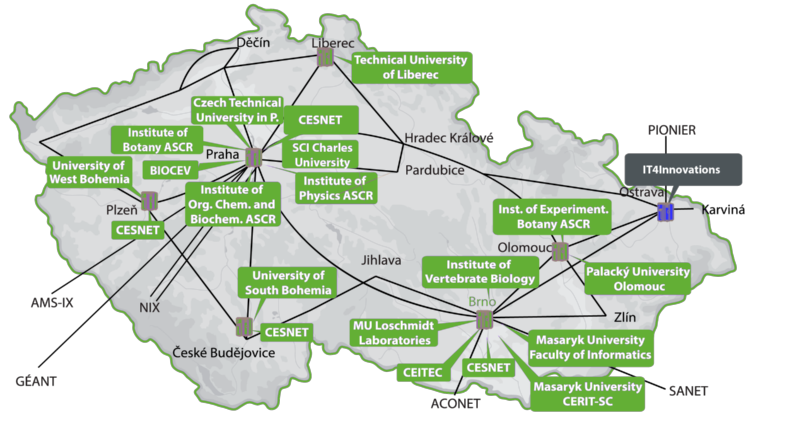 Děčín
Liberec
Technical University
of Liberec
Czech Technical
University in P.
CESNET
PIONIER
Institute of
Botany ASCR
Hradec Králové
Praha
SCI Charles
University
BIOCEV
Pardubice
IT4Innovations
University of
West Bohemia
Institute of
Physics ASCR
Ostrava
Institute of
Org. Chem. and
Biochem. ASCR
Plzeň
Karviná
Inst. of Experiment.
Botany ASCR
CESNET
Olomouc
Jihlava
Institute of
Vertebrate Biology
Palacký University
Olomouc
University of
South Bohemia
AMS-IX
NIX
Brno
Zlín
CESNET
MU Loschmidt
Laboratories
Masaryk University
Faculty of Informatics
České Budějovice
CEITEC
CESNET
GÉANT
Masaryk University
CERIT-SC
SANET
ACONET